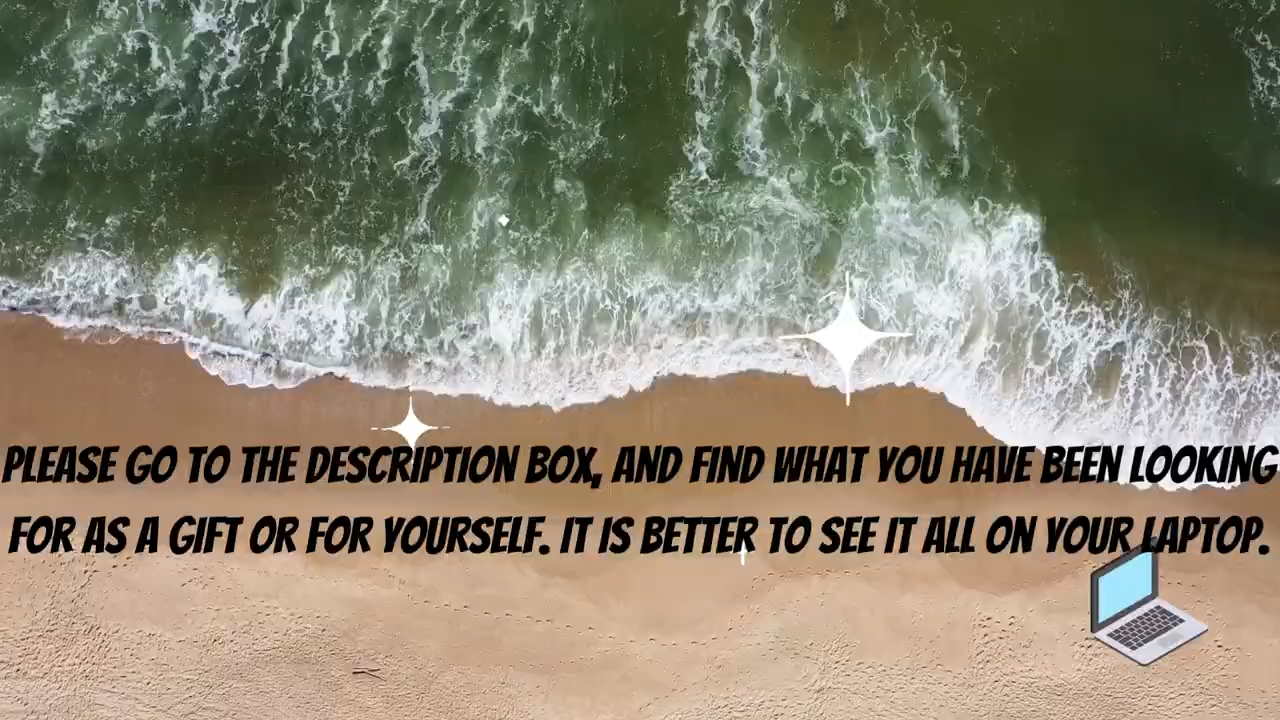 PLEASE GO TO THE DESCRIPTION BOX, AND FIND WHAT YOU HAVE BEEN LOOKING
FOR AS A GIFT OR FOR YOURSELF. IT IS BETTER TO SEE IT ALL ON YOUR LAPTOP.